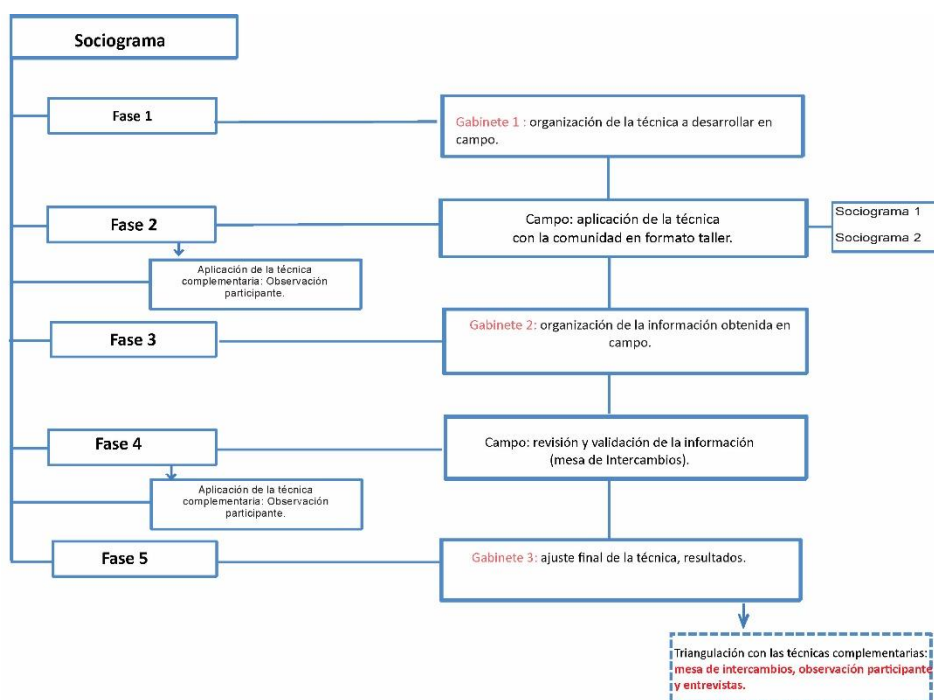 Sociograma
Fase 1
Gabinete 1 : organización de la técnica a desarrollar en
campo.
Fase 2
Campo: aplicación de la técnica
con la comunidad en formato taller.
Sociograma 1
Sociograma 2
Aplicación de la técnica
complementaria: Observación
participante.
Fase 3
Gabinete 2: organización de la información obtenida en
campo.
Fase 4
Campo: revisión y validación de la información
(mesa de Intercambios).
Aplicación de la técnica
complementaria: Observación
participante.
Fase 5
Gabinete 3: ajuste final de la técnica, resultados.
Triangulación con las técnicas complementarias:
mesa de intercambios, observación participante
y entrevistas.